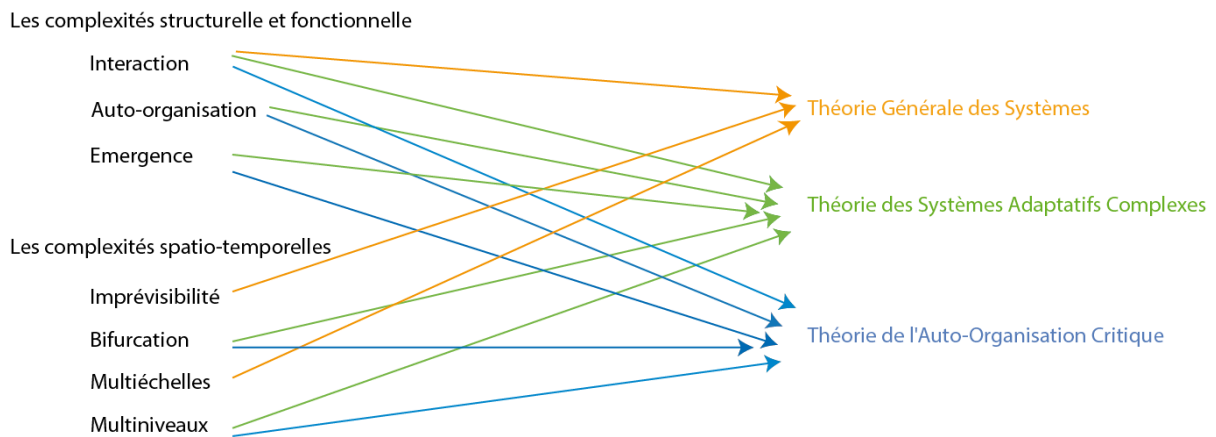 Les complexités structurelle et fonctionnelle
Interaction
Auto-organisation
Emergence
Les complexités spatio-temporelles
Imprévisibilité
Bifurcation
Multiéchelles
Multiniveaux
Théorie Générale des Systèmes
Théorie des Systèmes Adaptatifs Complexes
Théorie de l'Auto-Organisation Critique